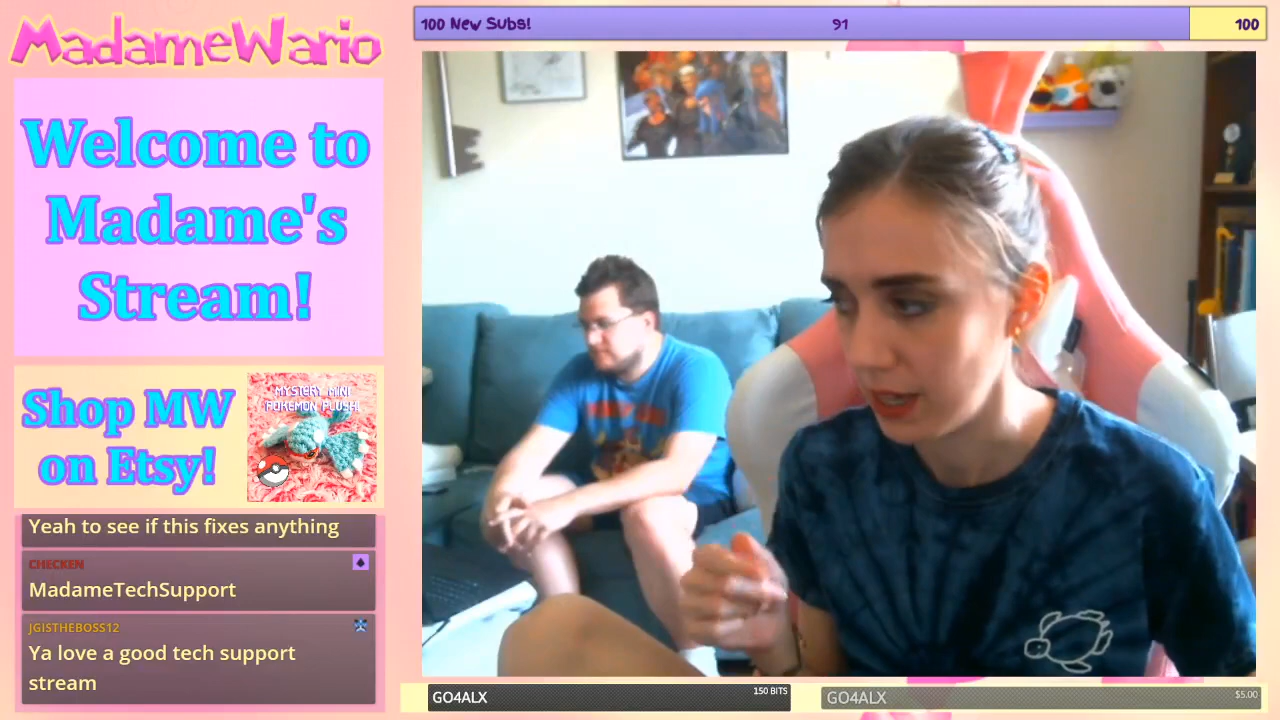 MadameWario
100 New Subs!
91
100
Welcome to
Madame's
Stream!
Shop MW
on Etsy!
MYSTERY MINI
POKEMON PLUSH!
Yeah to see if this fixes anything
CHECKEN
MadameTechSupport
JGISTHEBOSS12
Ya love a good tech support
stream
GO4ALX
150 BITS
GO4ALX
$5.00